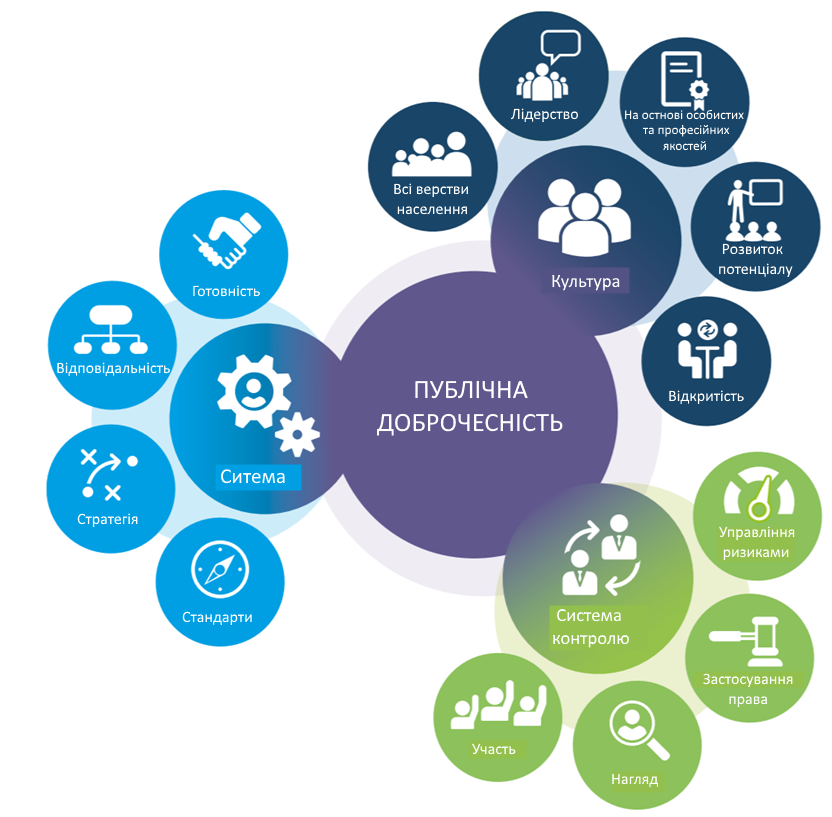 Лідерство
На основі особистих
та професійних
якостей
Всі верстви
населення
Розвиток
потенціалу
Культура
Готовність
Відповідальність
Відкритість
ПУБЛІЧНА
ДОБРОЧЕСНІСТЬ
Ситема
Стратегія
Управління
ризиками
Стандарти
Система
контролю
Застосування
права
Участь
Нагляд